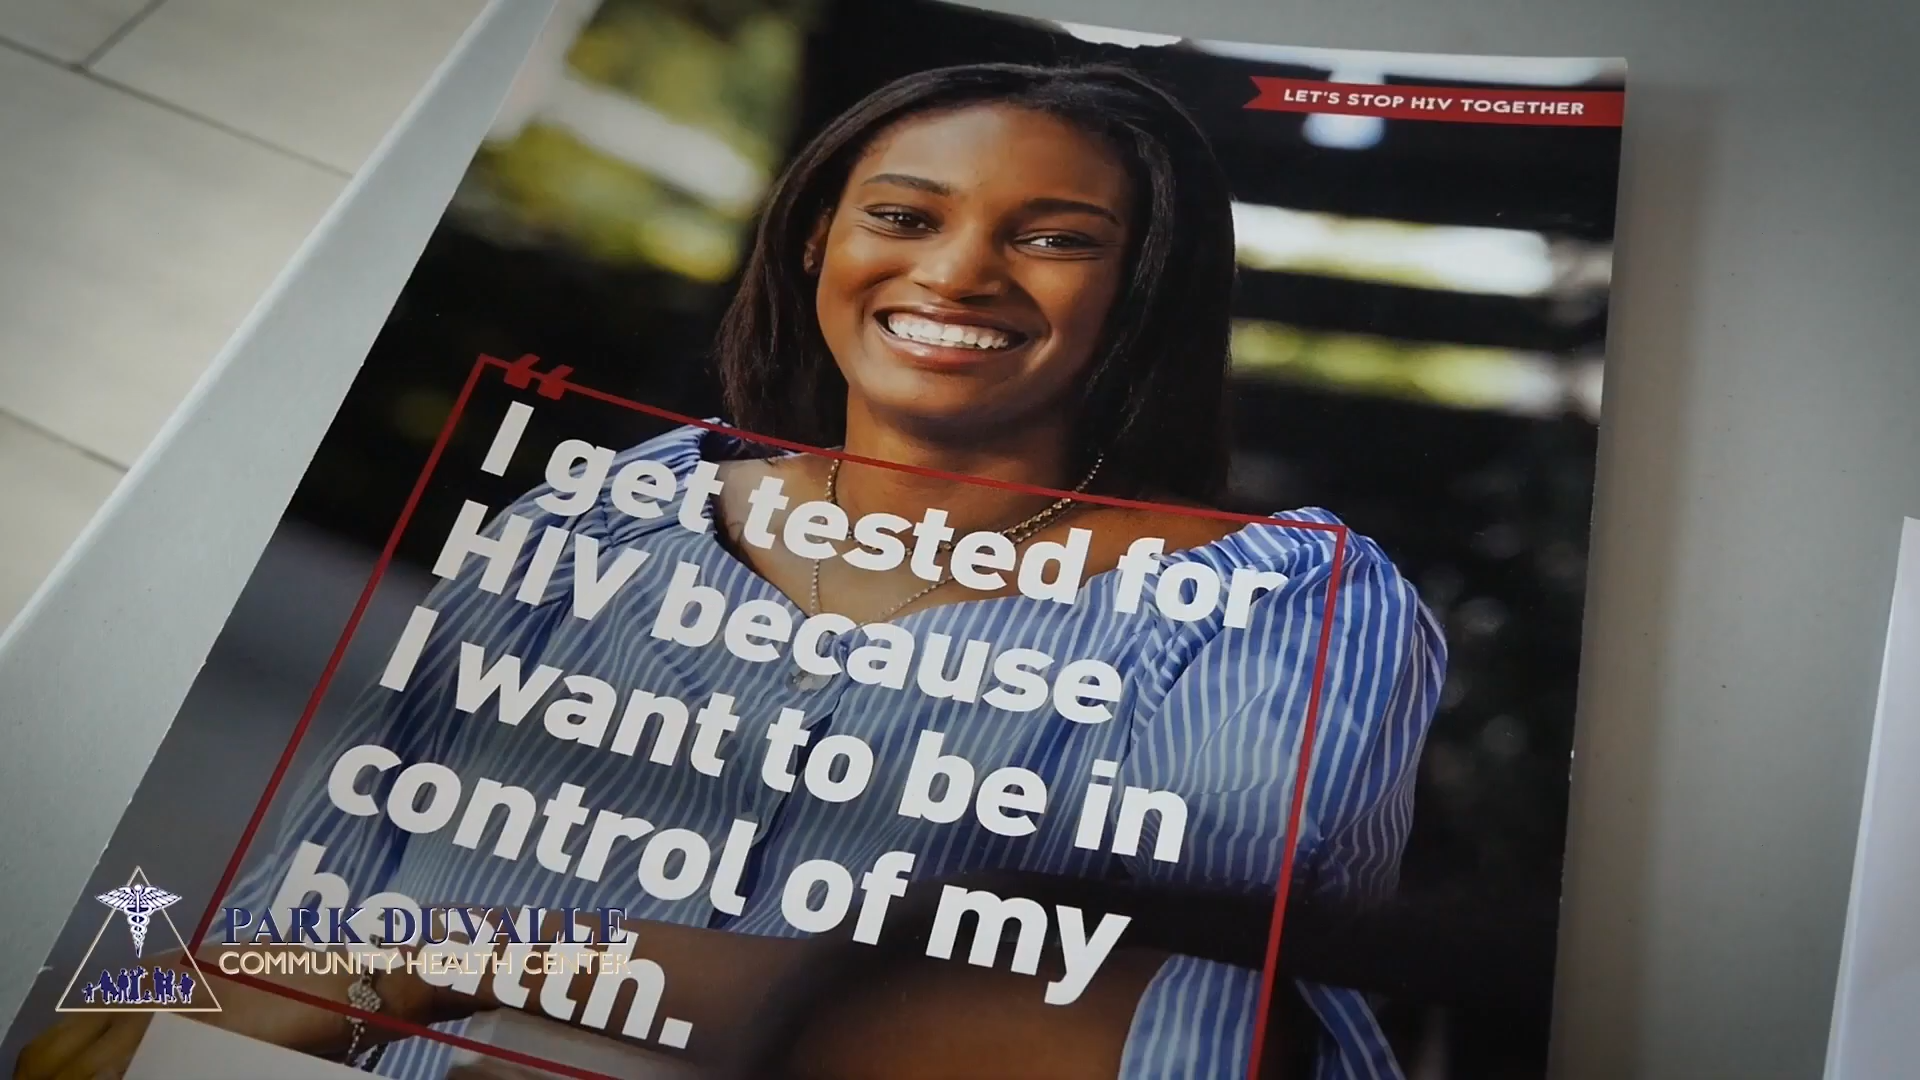 LET'S STOP HIV TOGETHER
“
I get tested for
HIV because
I want to be in
control of my
health.
PARK DUVALLE
COMMUNITY HEALTH CENTER